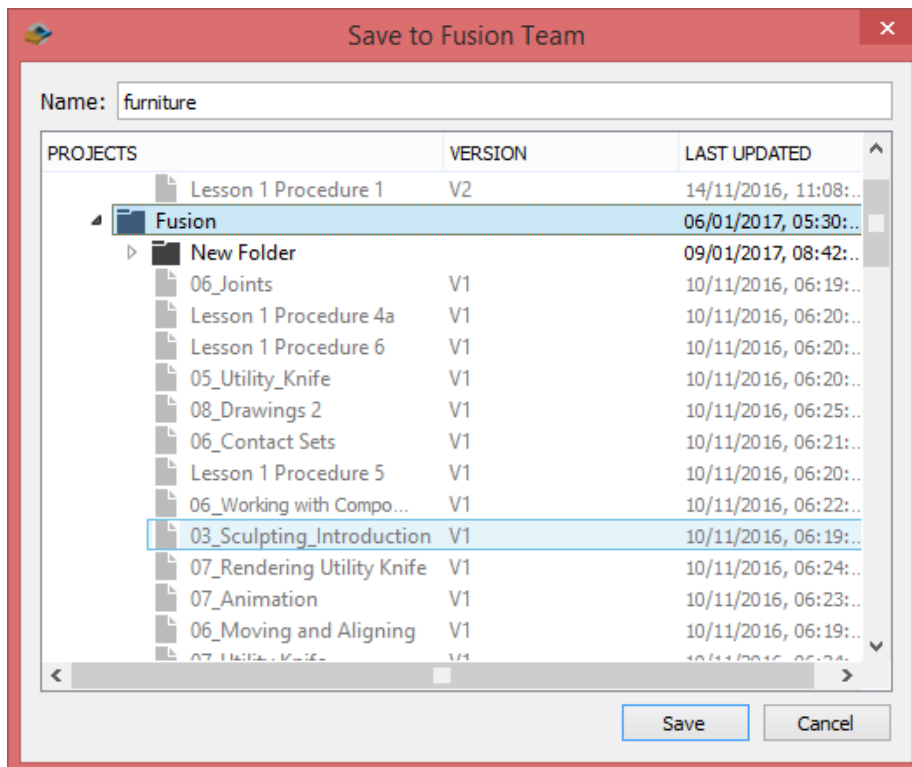 Save to Fusion Team
Name: furniture
PROJECTS VERSION LAST UPDATED
Lesson 1 Procedure 1 V2 14/11/2016, 11:08:..
Fusion 06/01/2017, 05:30:..
New Folder 09/01/2017, 08:42:..
06_Joints V1 10/11/2016, 06:19:..
Lesson 1 Procedure 4a V1 10/11/2016, 06:20:..
Lesson 1 Procedure 6 V1 10/11/2016, 06:20:..
05_Utility_Knife V1 10/11/2016, 06:20:..
08_Drawings 2 V1 10/11/2016, 06:25:..
06_Contact Sets V1 10/11/2016, 06:21:..
Lesson 1 Procedure 5 V1 10/11/2016, 06:20:..
06_Working with Compo... V1 10/11/2016, 06:22:..
03_Sculpting_Introduction V1 10/11/2016, 06:19:..
07_Rendering Utility Knife V1 10/11/2016, 06:24:..
07_Animation V1 10/11/2016, 06:23:..
06_Moving and Aligning V1 10/11/2016, 06:19:..
07_Utility_Knife V1 10/11/2016, 06:24:..
Save Cancel